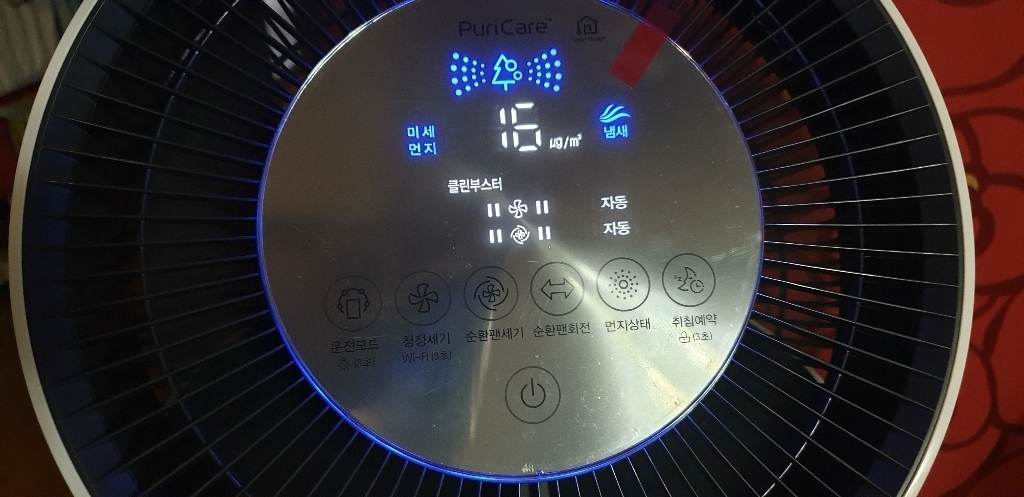 PuriCare™
미세
먼지
16 μg/m³
냄새
클린부스터
자동
자동
운전모드
(3초)
청정세기
Wi-Fi (3초)
순환팬세기
순환팬회전
먼지상태
취침예약
(3초)